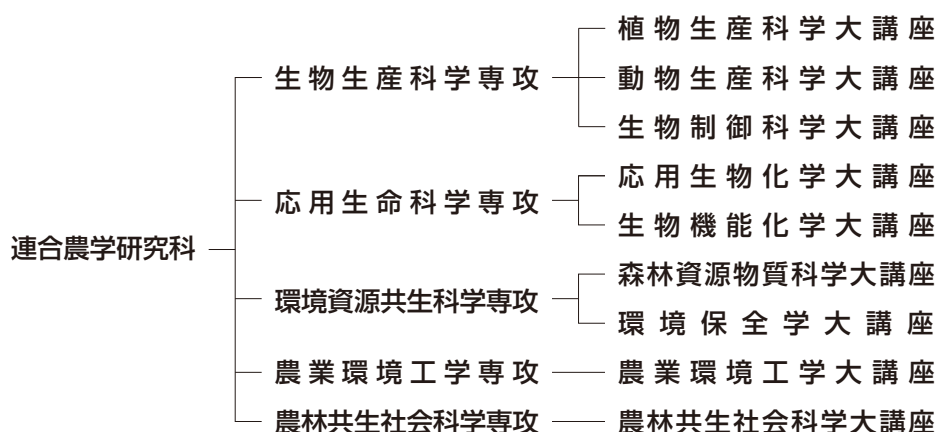 連合農学研究科
生物生産科学専攻
植物生産科学大講座
動物生産科学大講座
生物制御科学大講座
応用生命科学専攻
応用生物化学大講座
生物機能化学大講座
環境資源共生科学専攻
森林資源物質科学大講座
環境保全学大講座
農業環境工学専攻
農業環境工学大講座
農林共生社会科学専攻
農林共生社会科学大講座